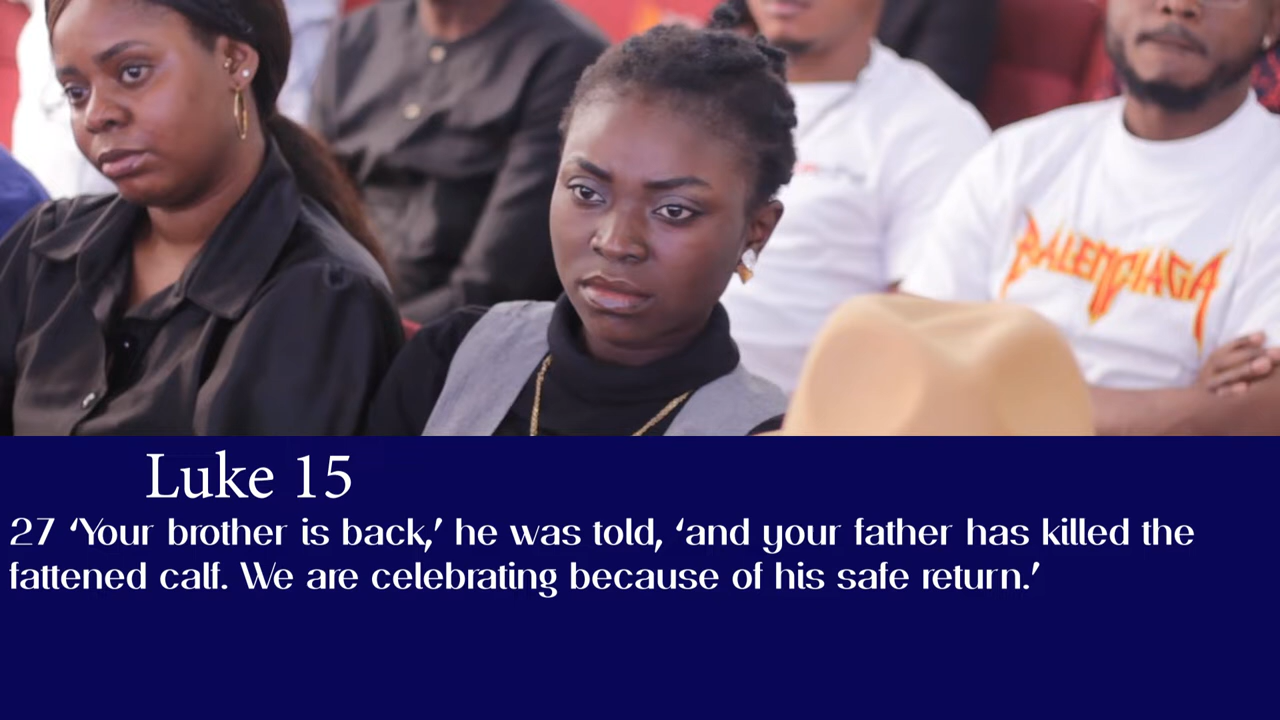 BALENCIAGA
Luke 15
27 ‘Your brother is back,’ he was told, ‘and your father has killed the
fattened calf. We are celebrating because of his safe return.’